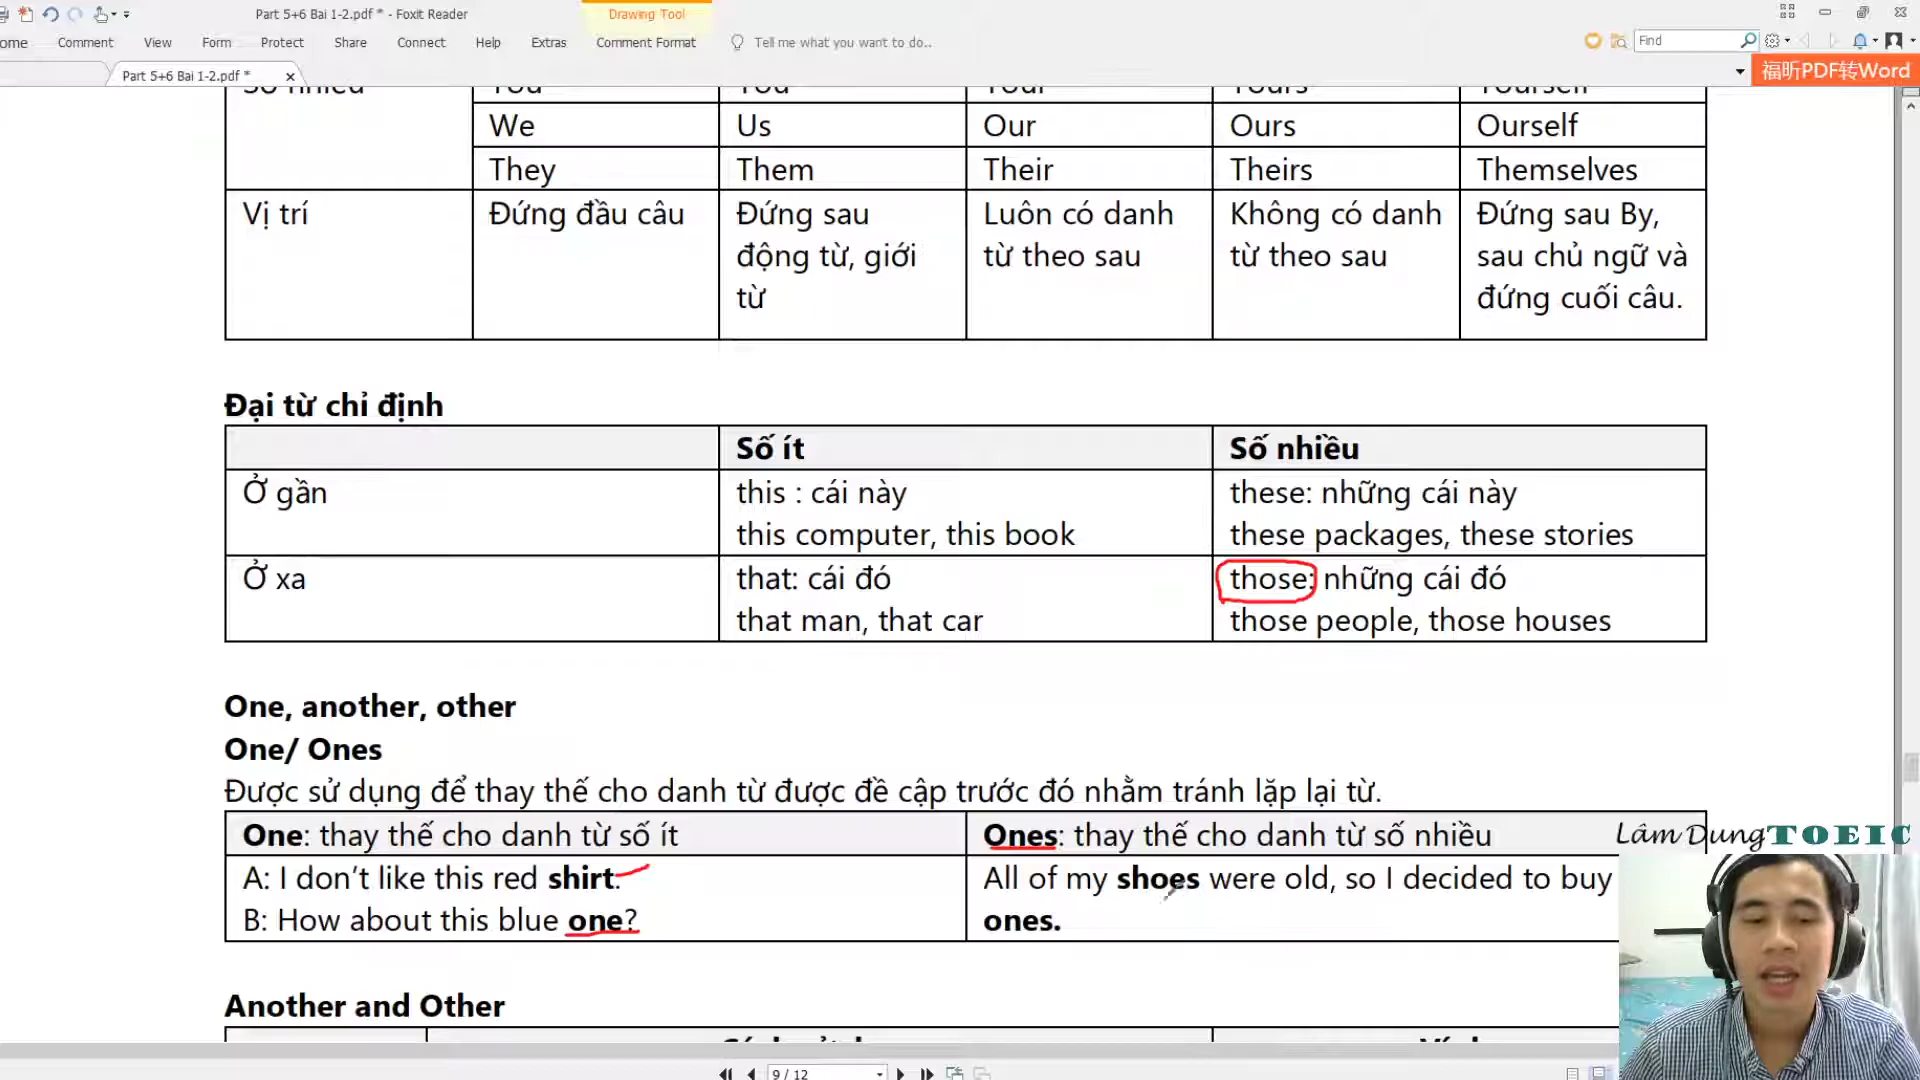 Part 5+6 Bai 1-2.pdf * - Foxit Reader
Drawing Tool
ome Comment View Form Protect Share Connect Help Extras Comment Format Tell me what you want to do.. Find
Part 5+6 Bai 1-2.pdf *
福昕PDF转Word
Số nhiều You You Your Yours Yourself
We Us Our Ours Ourself
They Them Their Theirs Themselves
Vị trí Đứng đầu câu Đứng sau Luôn có danh Không có danh Đứng sau By,
động từ, giới từ theo sau từ theo sau sau chủ ngữ và
từ đứng cuối câu.
Đại từ chỉ định
Số ít Số nhiều
Ở gần this : cái này these: những cái này
this computer, this book these packages, these stories
Ở xa that: cái đó those: những cái đó
that man, that car those people, those houses
One, another, other
One/ Ones
Được sử dụng để thay thế cho danh từ được đề cập trước đó nhằm tránh lặp lại từ.
One: thay thế cho danh từ số ít Ones: thay thế cho danh từ số nhiều
Lâm Dung TOEIC
A: I don't like this red shirt. All of my shoes were old, so I decided to buy
B: How about this blue one? ones.
Another and Other
9 / 12